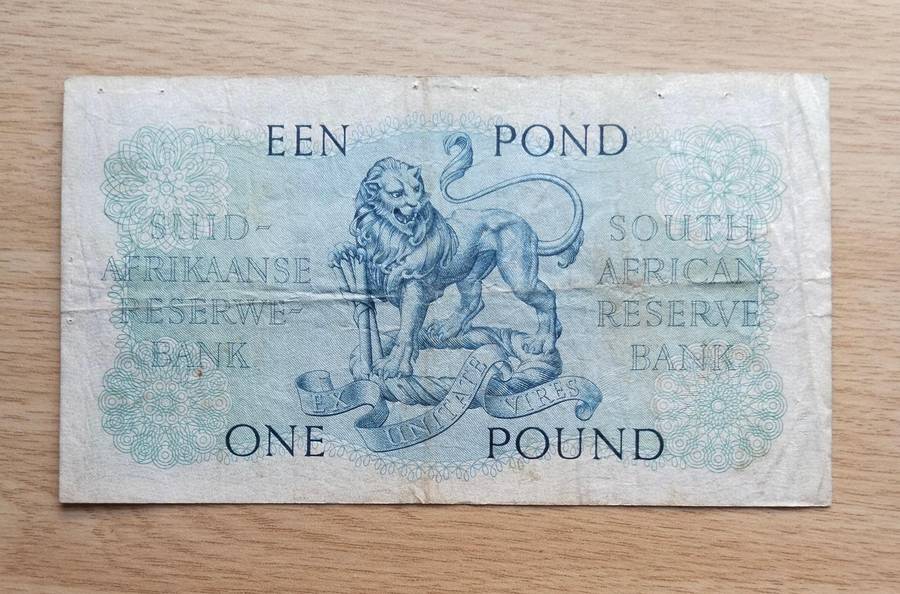 EEN POND
SUID-
AFRIKAANSE
RESERWE-
BANK
SOUTH
AFRICAN
RESERVE
BANK
EX UNITATE VIRES
ONE POUND